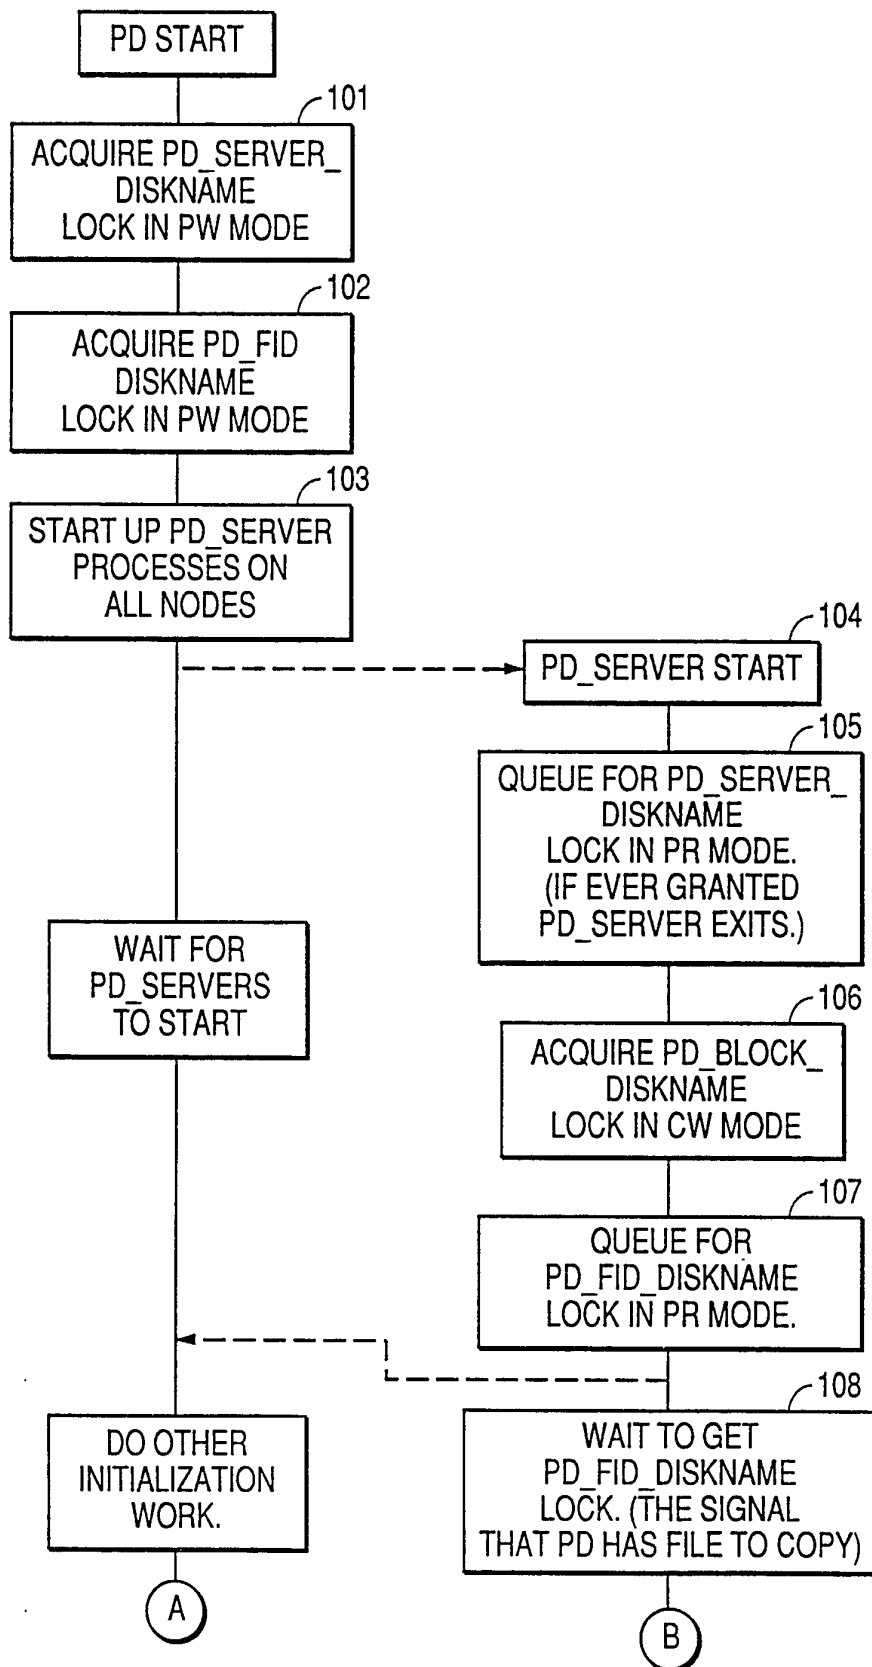 PD START
101
ACQUIRE PD_SERVER_
DISKNAME
LOCK IN PW MODE
102
ACQUIRE PD_FID
DISKNAME
LOCK IN PW MODE
103
START UP PD_SERVER
PROCESSES ON
ALL NODES
104
PD_SERVER START
105
QUEUE FOR PD_SERVER_
DISKNAME
LOCK IN PR MODE.
(IF EVER GRANTED
PD_SERVER EXITS.)
WAIT FOR
PD_SERVERS
TO START
106
ACQUIRE PD_BLOCK_
DISKNAME
LOCK IN CW MODE
107
QUEUE FOR
PD_FID_DISKNAME
LOCK IN PR MODE.
108
DO OTHER
INITIALIZATION
WORK.
WAIT TO GET
PD_FID_DISKNAME
LOCK. (THE SIGNAL
THAT PD HAS FILE TO COPY)
A
B